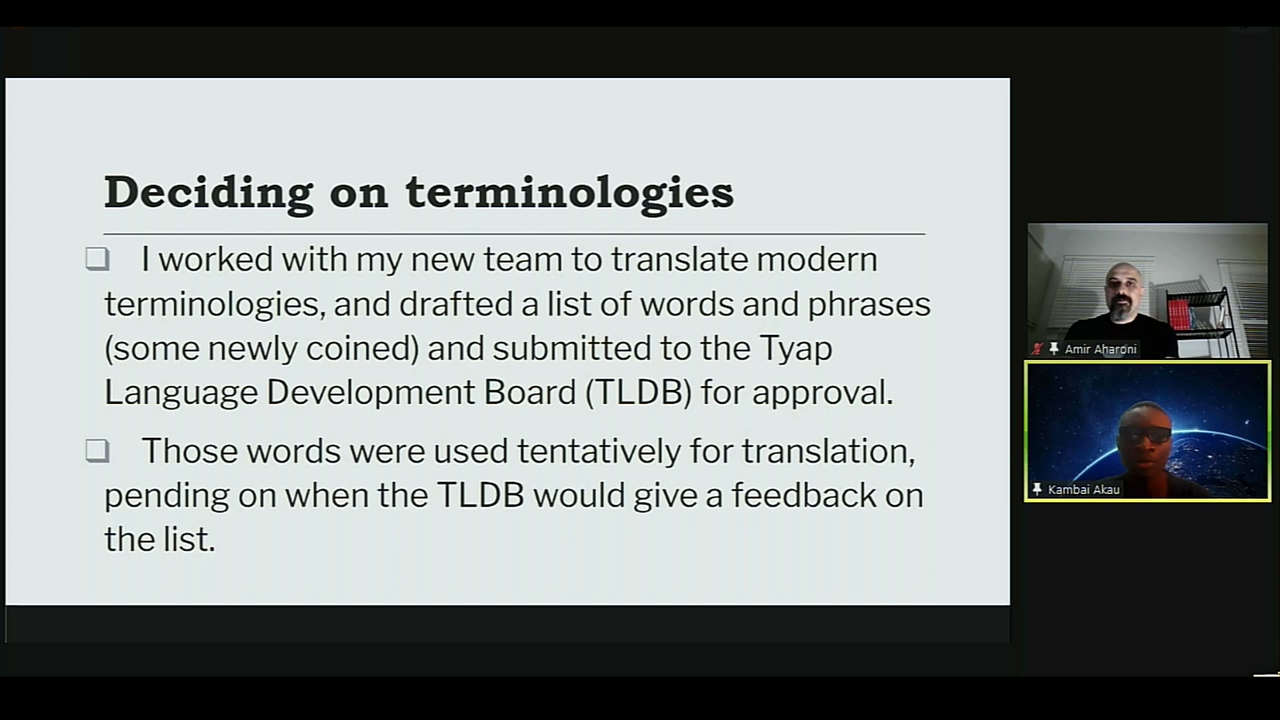 Deciding on terminologies
I worked with my new team to translate modern
terminologies, and drafted a list of words and phrases
(some newly coined) and submitted to the Tyap
Language Development Board (TLDB) for approval.
Those words were used tentatively for translation,
pending on when the TLDB would give a feedback on
the list.
Amir Aharoni
Kambai Akau